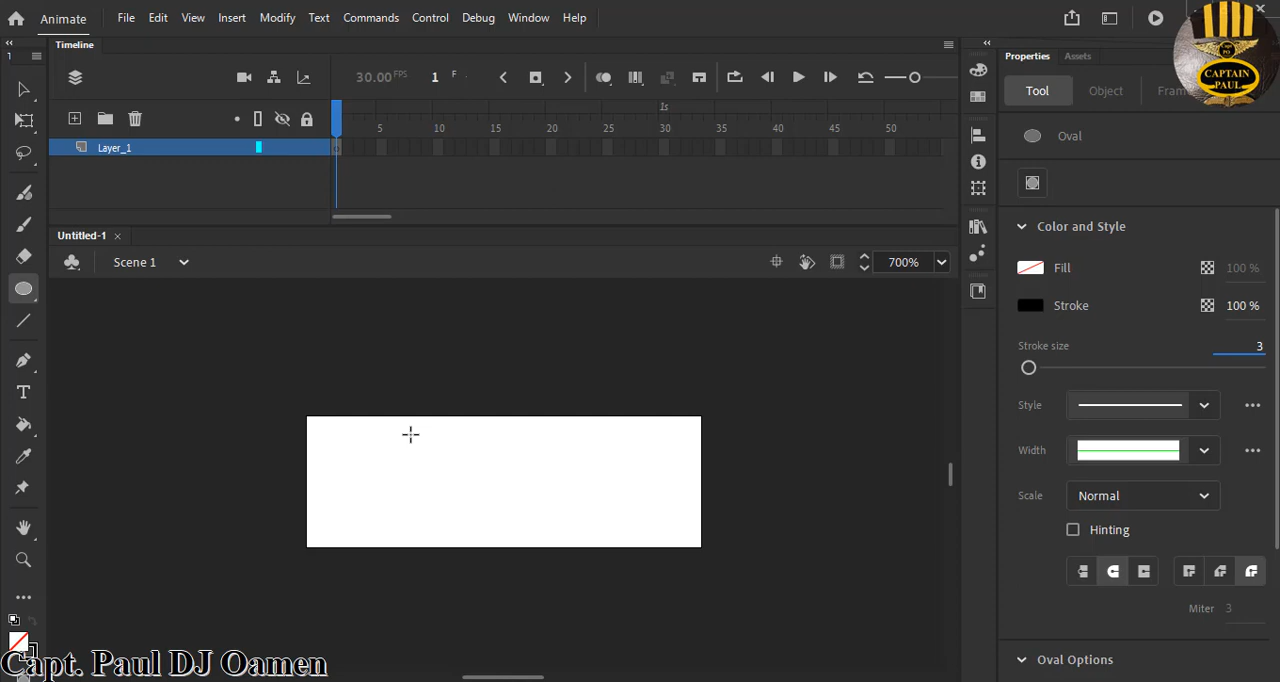 Animate File Edit View Insert Modify Text Commands Control Debug Window Help
Timeline
Properties Assets
CAPTAIN
PAUL
30.00 FPS 1 F
Tool Object Fram
1s
5 10 15 20 25 30 35 40 45 50
Layer_1
Oval
Untitled-1
Color and Style
Scene 1
700%
Fill 100 %
Stroke 100 %
Stroke size 3
Style
Width
Scale Normal
Hinting
Miter 3
Oval Options
Capt. Paul DJ Oamen